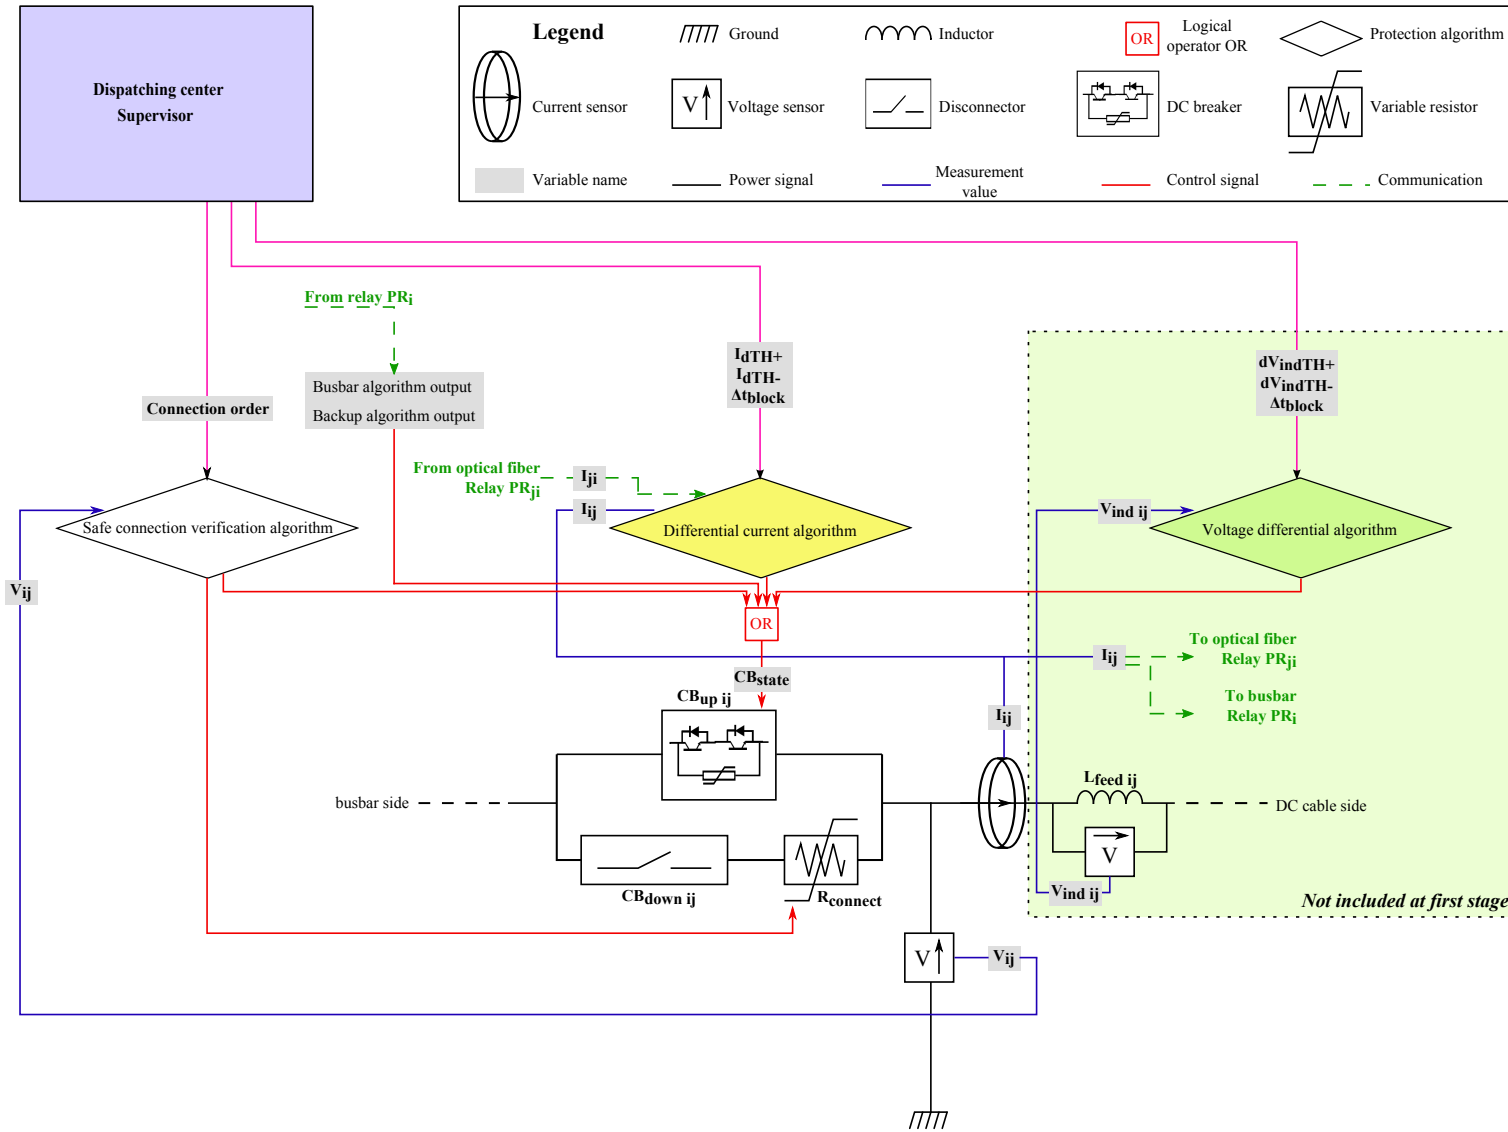 Dispatching center
Supervisor
Legend
Ground
Inductor
OR
Logical
operator OR
Protection algorithm
Current sensor
V
Voltage sensor
Disconnector
DC breaker
Variable resistor
Variable name
Power signal
Measurement
value
Control signal
Communication
From relay PRi
Busbar algorithm output
Backup algorithm output
Connection order
IdTH+
IdTH-
Δtblock
dVindTH+
dVindTH-
Δtblock
From optical fiber
Relay PRji
Iji
Iij
Vind ij
Safe connection verification algorithm
Differential current algorithm
Voltage differential algorithm
Vij
OR
CBstate
Iij
To optical fiber
Relay PRji
To busbar
Relay PRi
CBup ij
Iij
Lfeed ij
busbar side
DC cable side
V
CBdown ij
Rconnect
Vind ij
Not included at first stage
V
Vij